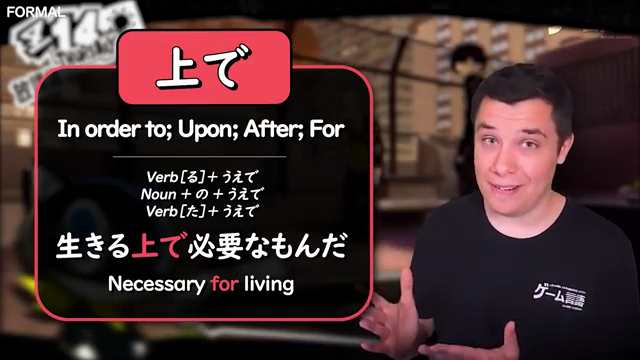 FORMAL
上で
In order to; Upon; After; For
Verb[る]+うえで
Noun+の+うえで
Verb[た]+うえで
生きる上で必要なもんだ
Necessary for living
ゲーム言語